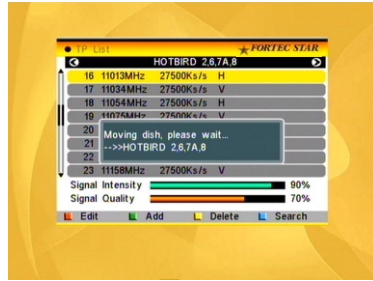 TP List
FORTEC STAR
HOTBIRD 2,6,7A,8
16 11013MHz 27500Ks/s H
17 11034MHz 27500Ks/s V
18 11054MHz 27500Ks/s H
19 11075MHz 27500Ks/s V
20
Moving dish, please wait...
21
-->>HOTBIRD 2,6,7A,8
22
23 11158MHz 27500Ks/s V
Signal Intensity 90%
Signal Quality 70%
Edit Add Delete Search